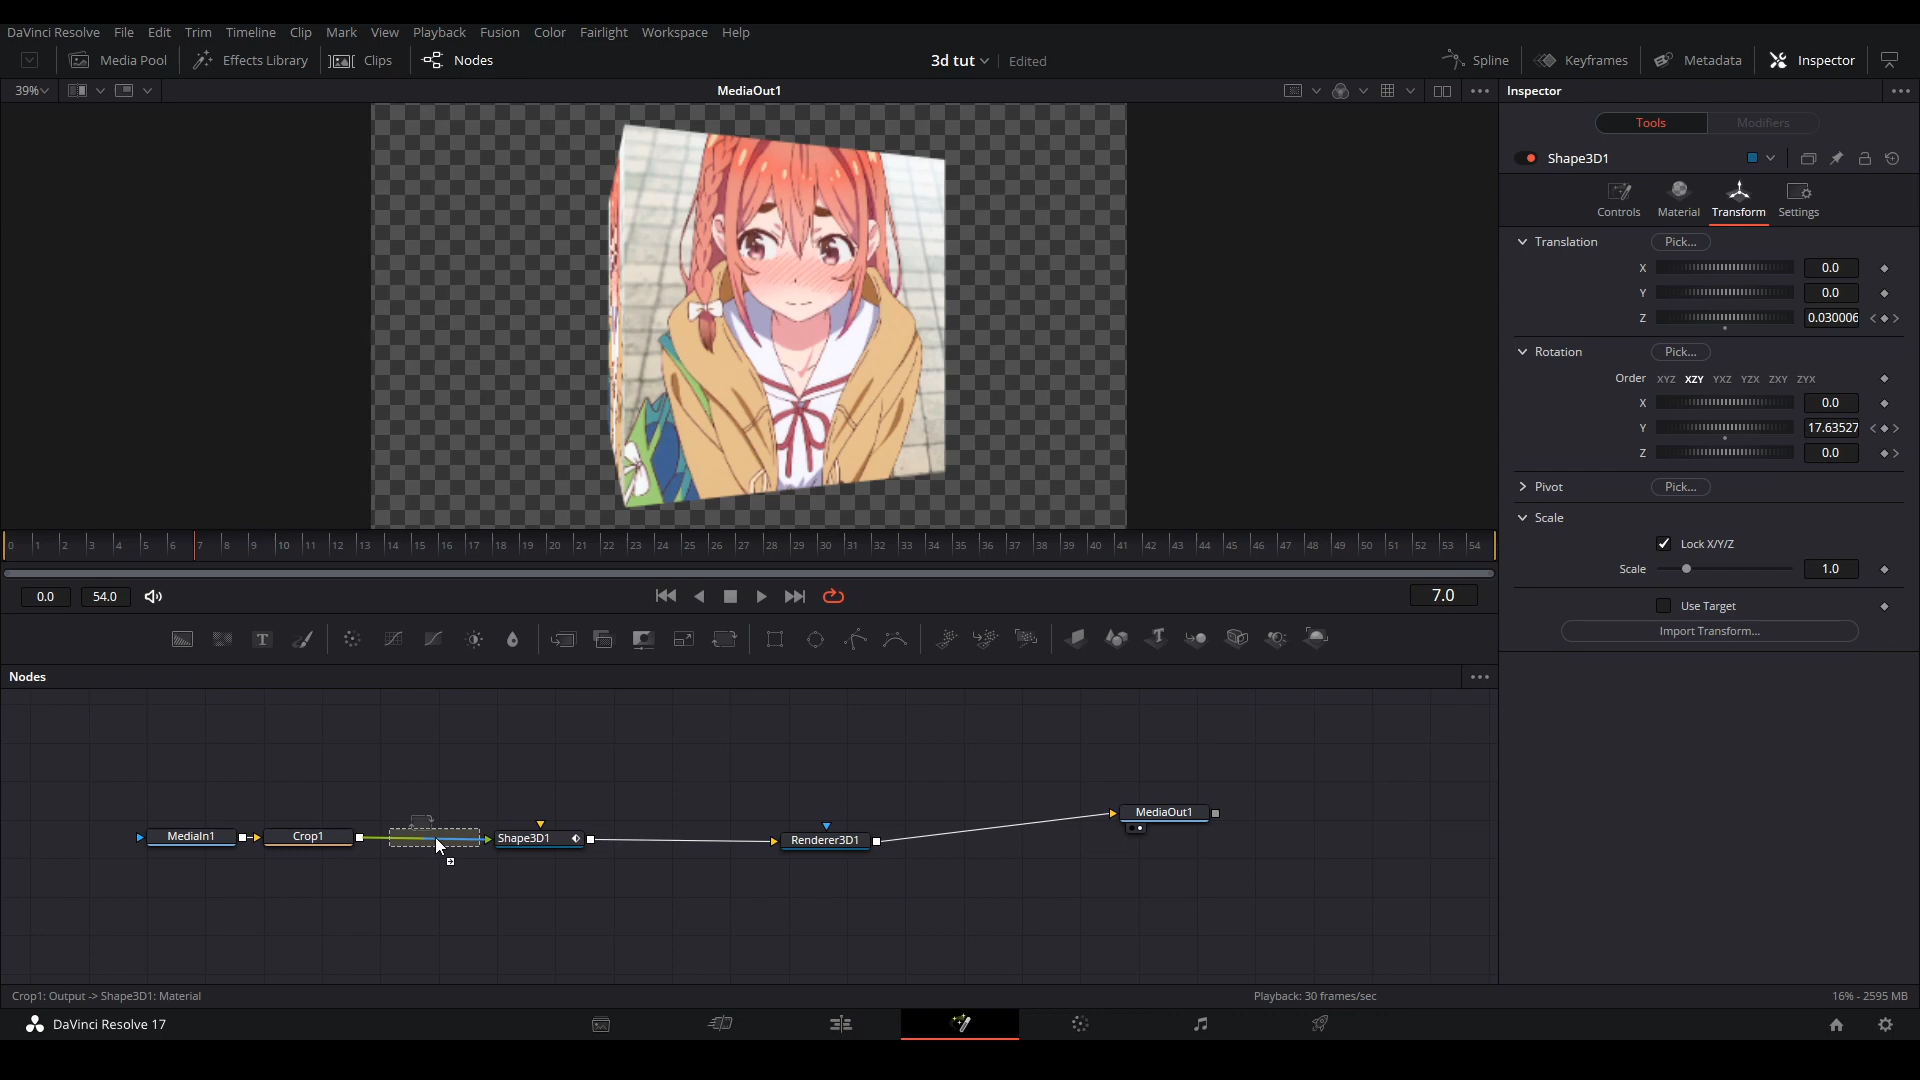 DaVinci Resolve File Edit Trim Timeline Clip Mark View Playback Fusion Color Fairlight Workspace Help
Media Pool Effects Library Clips Nodes 3d tut Edited Spline Keyframes Metadata Inspector
39% MediaOut1 Inspector
Tools Modifiers
Shape3D1
Controls Material Transform Settings
Translation Pick...
X 0.0
Y 0.0
Z 0.030006
Rotation Pick...
Order XYZ XZY YXZ YZX ZXY ZYX
X 0.0
Y 17.63527
Z 0.0
Pivot Pick...
Scale
Lock X/Y/Z
Scale 1.0
Use Target
Import Transform...
0 1 2 3 4 5 6 7 8 9 10 11 12 13 14 15 16 17 18 19 20 21 22 23 24 25 26 27 28 29 30 31 32 33 34 35 36 37 38 39 40 41 42 43 44 45 46 47 48 49 50 51 52 53 54
0.0 54.0 7.0
T
Nodes
MediaIn1 Crop1 Shape3D1 Renderer3D1 MediaOut1
Crop1: Output -> Shape3D1: Material Playback: 30 frames/sec 16% - 2595 MB
DaVinci Resolve 17